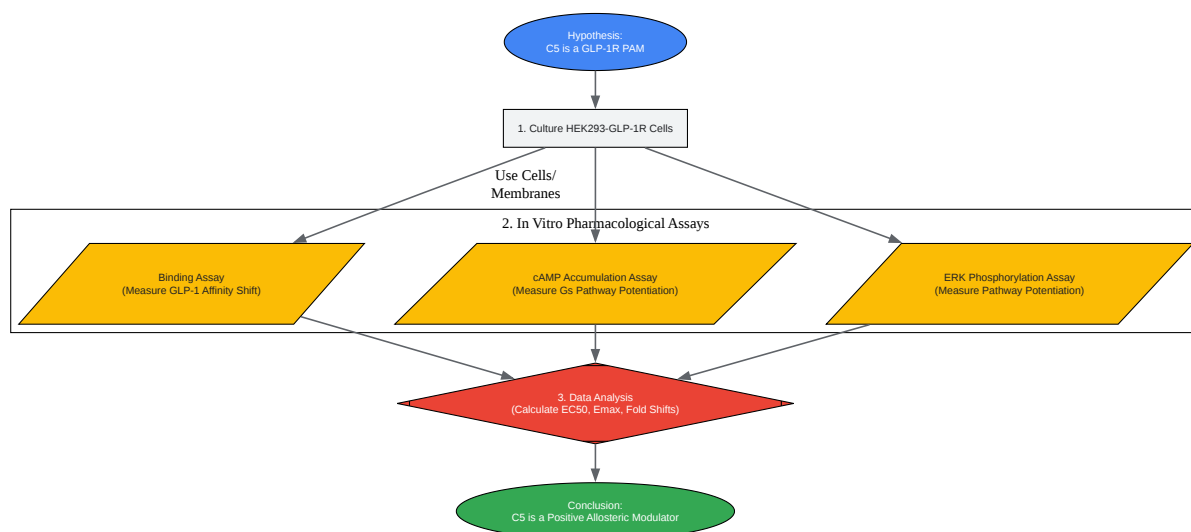 Hypothesis:
C5 is a GLP-1R PAM
1. Culture HEK293-GLP-1R Cells
Use Cells/
Membranes
2. In Vitro Pharmacological Assays
Binding Assay
(Measure GLP-1 Affinity Shift)
cAMP Accumulation Assay
(Measure Gs Pathway Potentiation)
ERK Phosphorylation Assay
(Measure Pathway Potentiation)
3. Data Analysis
(Calculate EC50, Emax, Fold Shifts)
Conclusion:
C5 is a Positive Allosteric Modulator